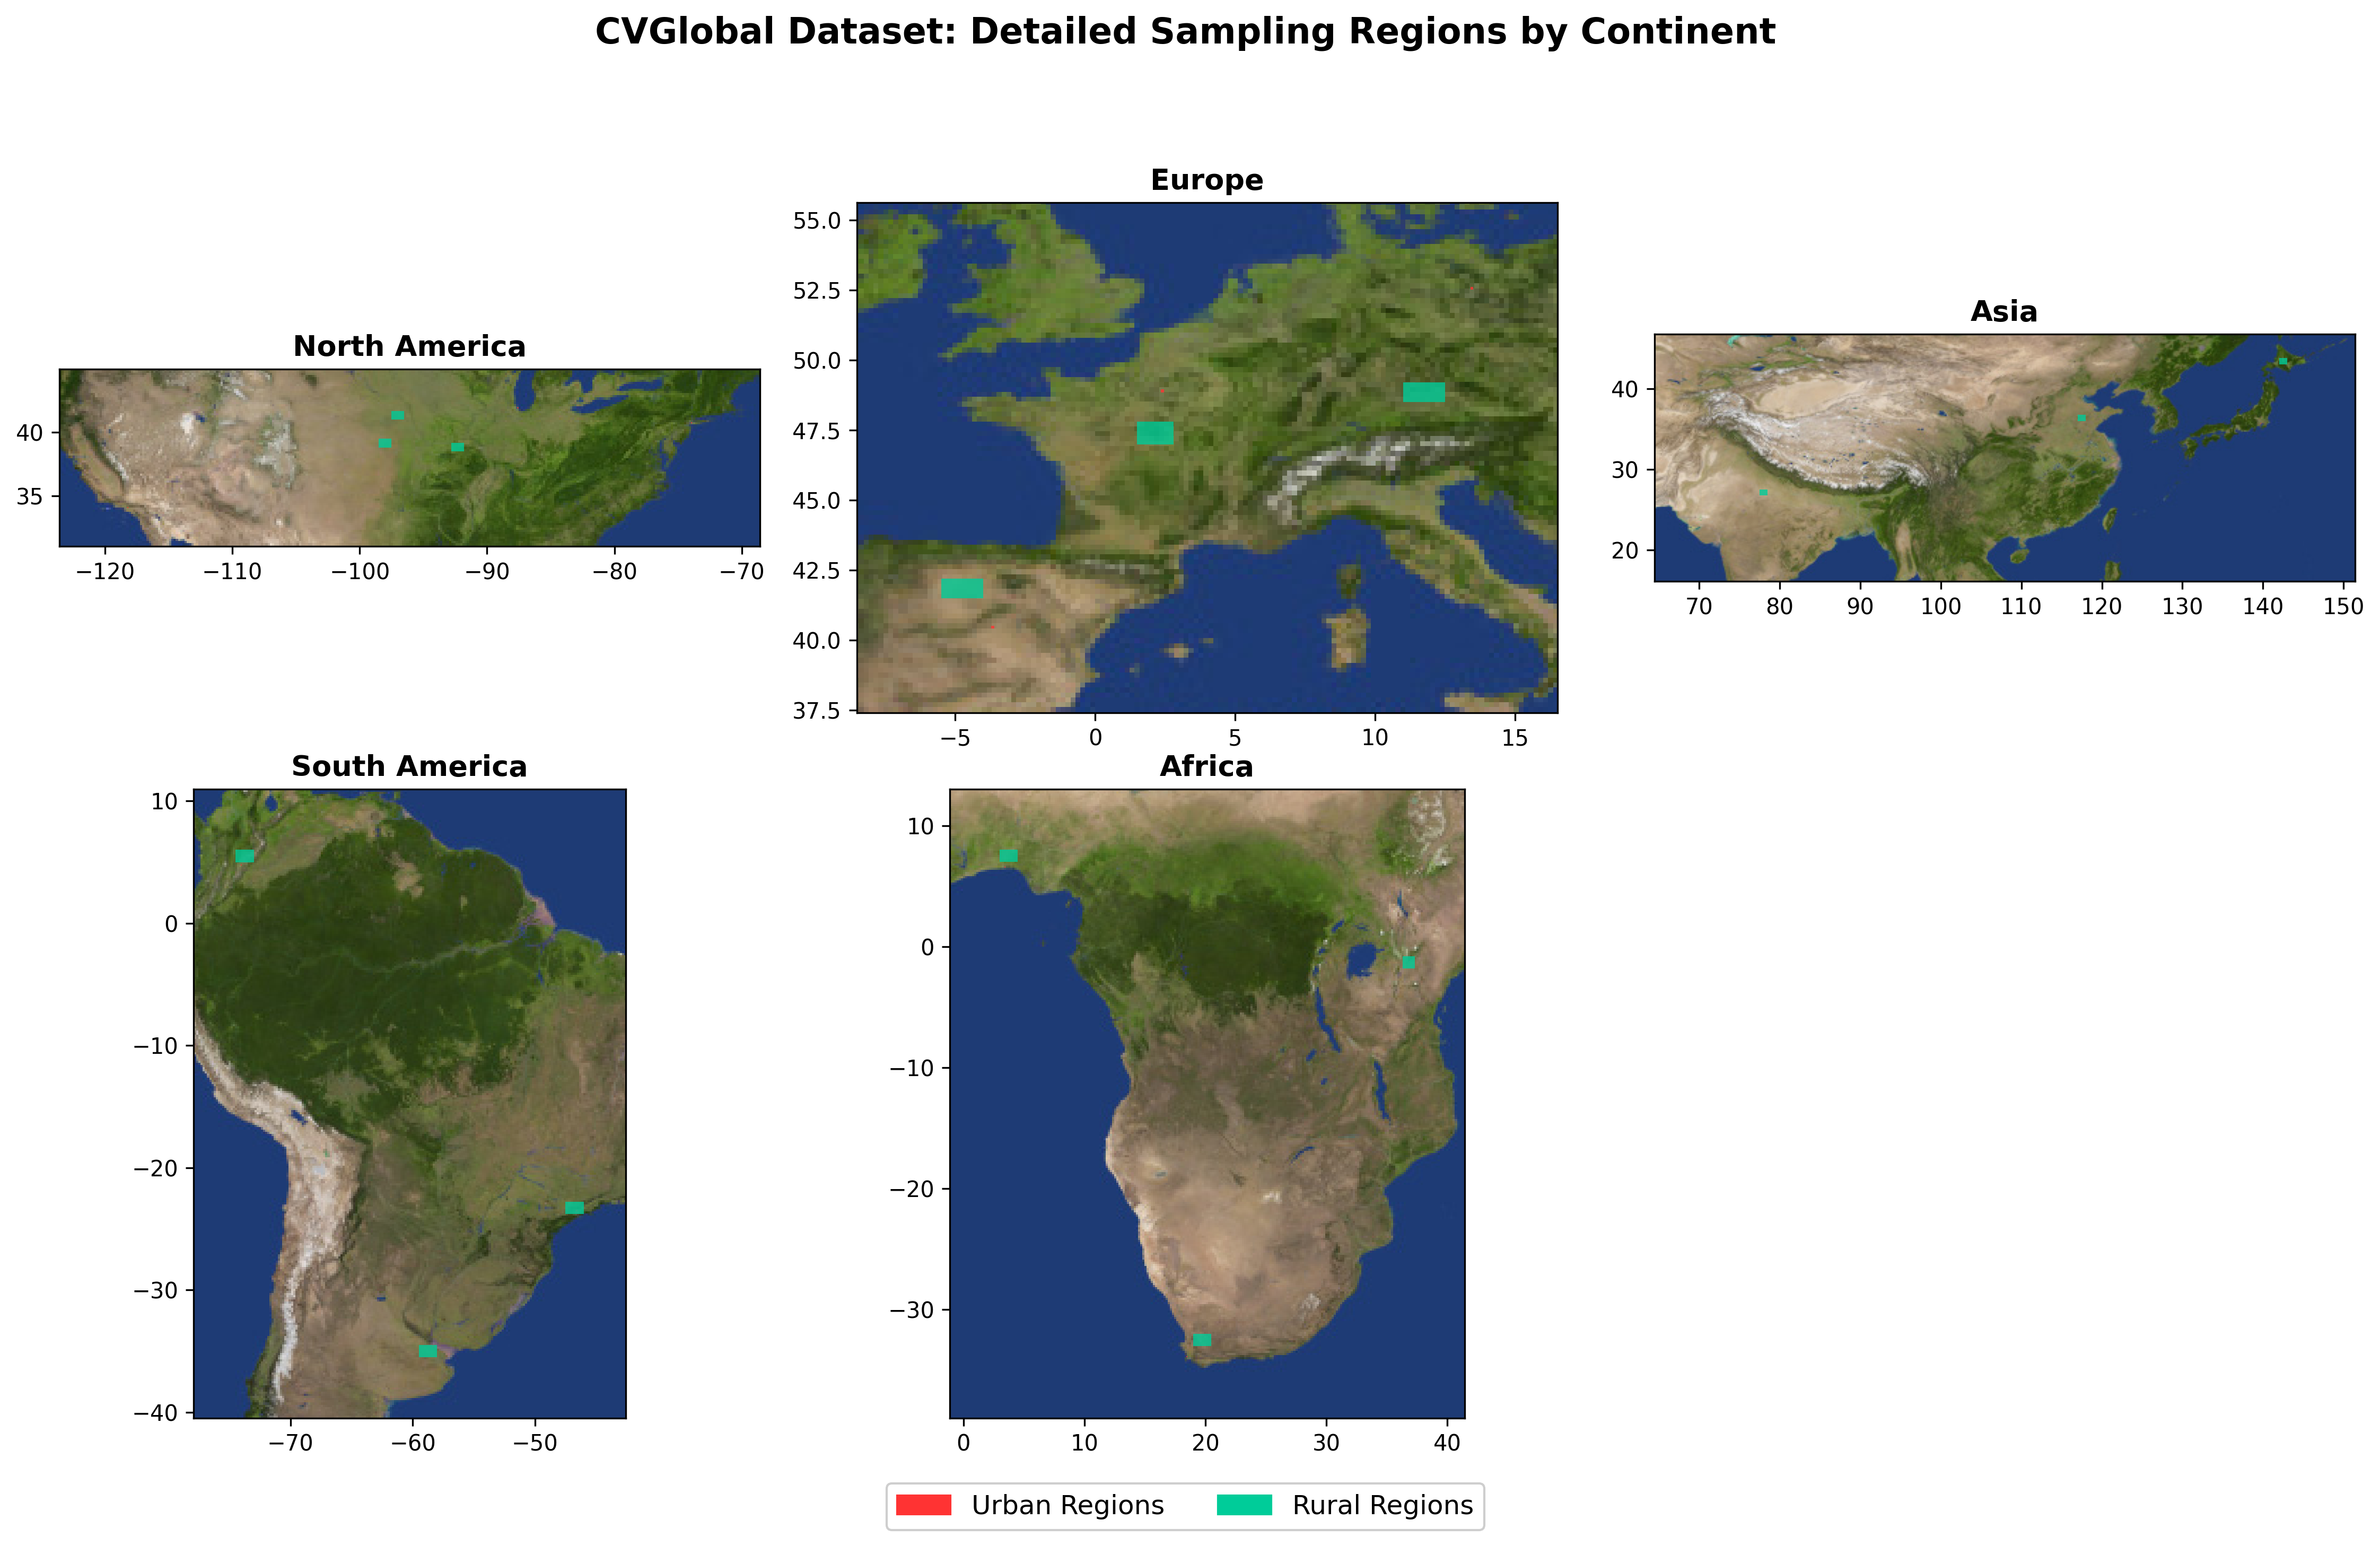 CVGlobal Dataset: Detailed Sampling Regions by Continent
North America
40
35
−120 −110 −100 −90 −80 −70
Europe
55.0
52.5
50.0
47.5
45.0
42.5
40.0
37.5
−5 0 5 10 15
Asia
40
30
20
70 80 90 100 110 120 130 140 150
South America
10
0
−10
−20
−30
−40
−70 −60 −50
Africa
10
0
−10
−20
−30
0 10 20 30 40
Urban Regions Rural Regions